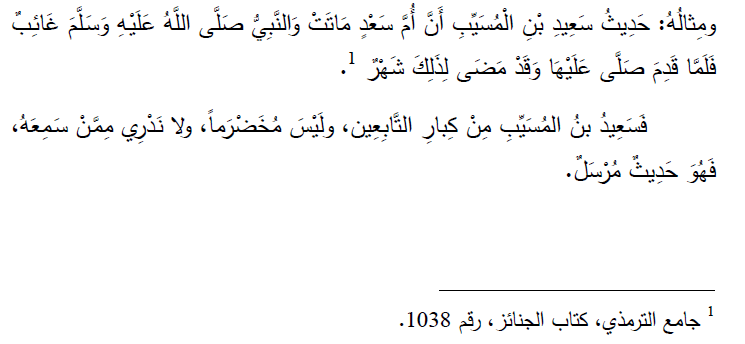 ومِثالُهُ: حَدِيثُ سَعِيدِ بْنِ الْمُسَيِّبِ أَنَّ أُمَّ سَعْدٍ مَاتَتْ وَالنَّبِيُّ صَلَّى اللَّهُ عَلَيْهِ وَسَلَّمَ غَائِبٌ
فَلَمَّا قَدِمَ صَلَّى عَلَيْهَا وَقَدْ مَضَى لِذَلِكَ شَهْرٌ 1.
فَسَعِيدُ بنُ المُسَيِّبِ مِنْ كِبارِ التَّابِعِين، ولَيْسَ مُخَضْرَماً، ولا نَدْرِي مِمَّنْ سَمِعَهُ،
فَهُوَ حَدِيثٌ مُرْسَلٌ.
1 جامع الترمذي، كتاب الجنائز، رقم 1038.